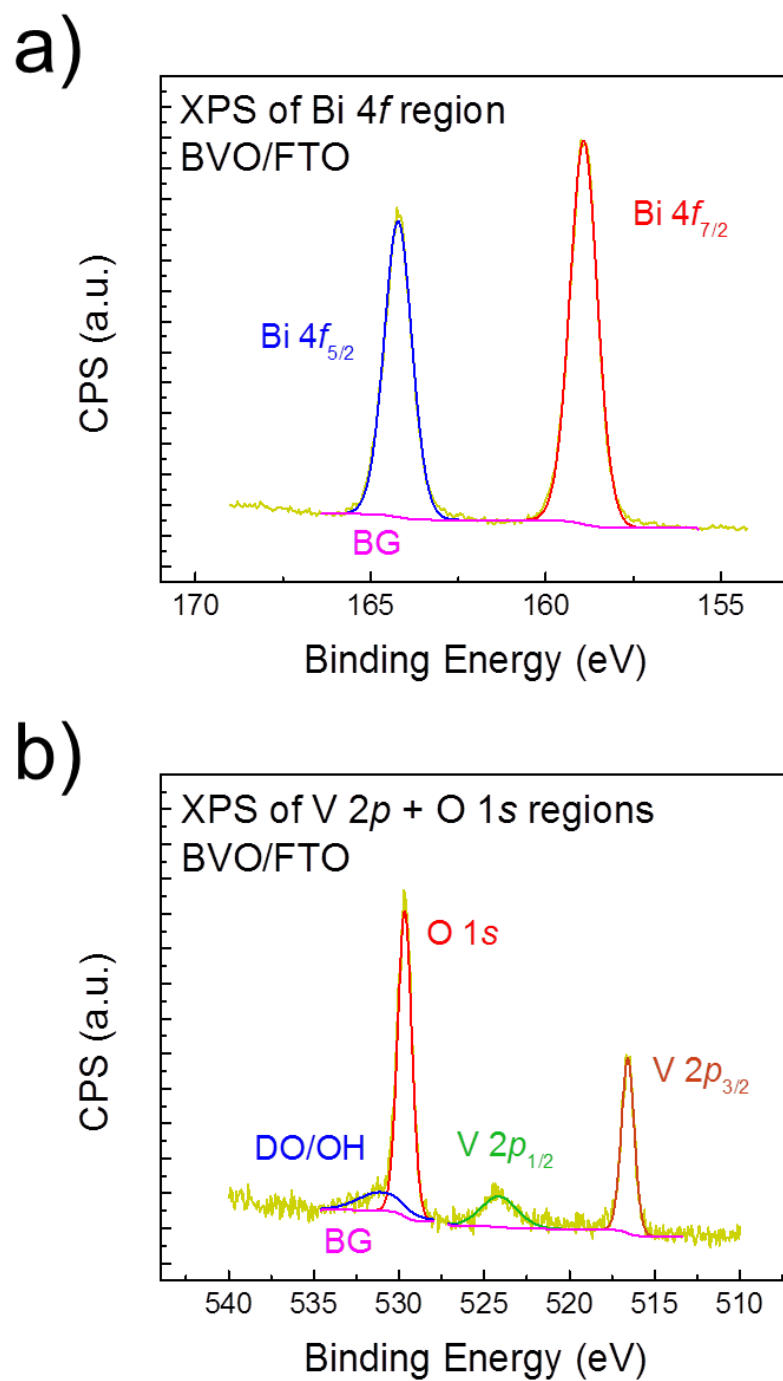 a)
XPS of Bi 4f region
BVO/FTO
Bi 4f7/2
Bi 4f5/2
BG
CPS (a.u.)
170 165 160 155
Binding Energy (eV)
b)
XPS of V 2p + O 1s regions
BVO/FTO
O 1s
V 2p3/2
DO/OH
V 2p1/2
BG
CPS (a.u.)
540 535 530 525 520 515 510
Binding Energy (eV)